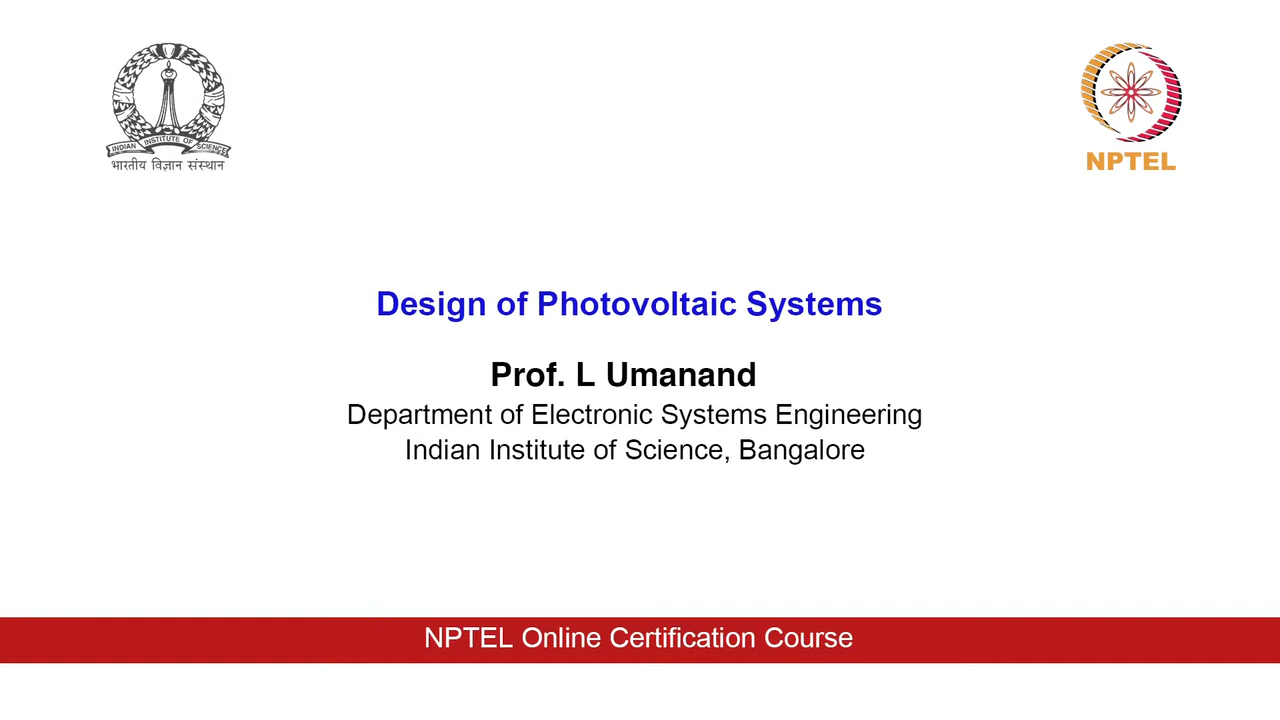 INDIAN INSTITUTE OF SCIENCE
भारतीय विज्ञान संस्थान
NPTEL
Design of Photovoltaic Systems
Prof. L Umanand
Department of Electronic Systems Engineering
Indian Institute of Science, Bangalore
NPTEL Online Certification Course